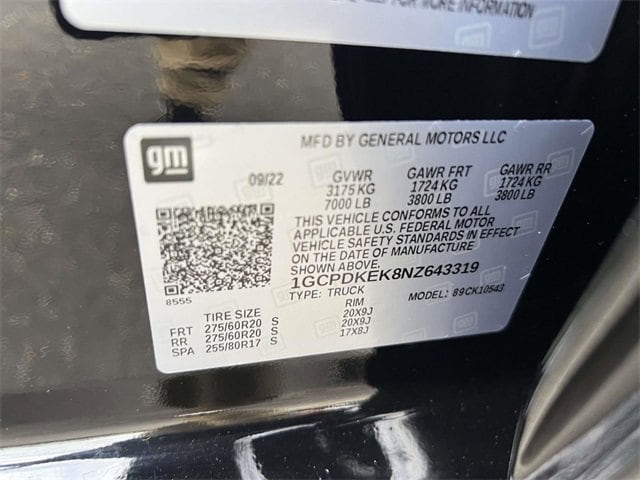 FOR MORE INFORMATION
gm
MFD BY GENERAL MOTORS LLC
09/22 GVWR GAWR FRT GAWR RR
3175 KG 1724 KG 1724 KG
7000 LB 3800 LB 3800 LB
THIS VEHICLE CONFORMS TO ALL
APPLICABLE U.S. FEDERAL MOTOR
VEHICLE SAFETY STANDARDS IN EFFECT
ON THE DATE OF MANUFACTURE
SHOWN ABOVE.
1GCPDKEK8NZ643319
8555
TYPE: TRUCK MODEL: 89CK10543
TIRE SIZE RIM
FRT 275/60R20 S 20X9J
RR 275/60R20 S 20X9J
SPA 255/80R17 S 17X8J